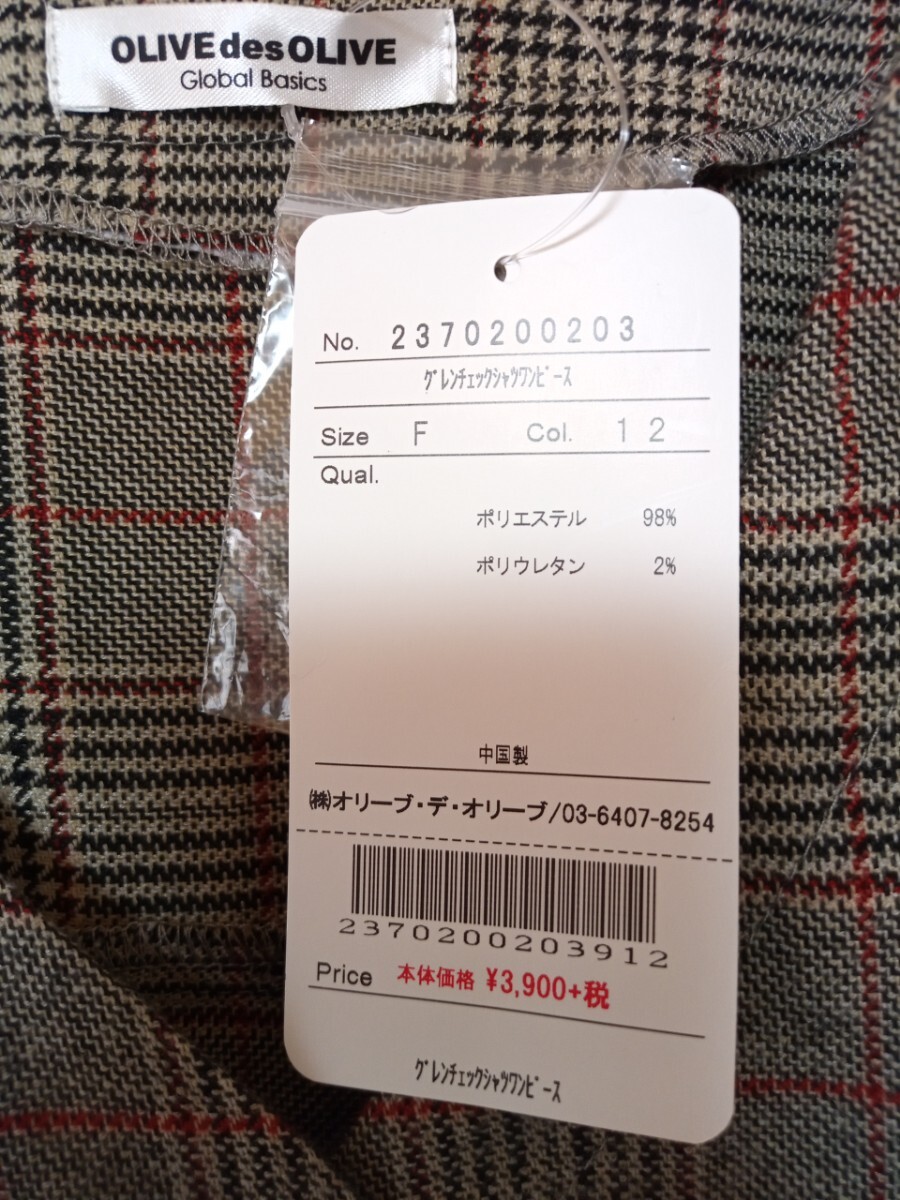 OLIVEdesOLIVE
Global Basics
No. 2370200203
ｸﾞﾚﾝﾁｪｯｸｼｬﾂﾜﾝﾋﾟｰｽ
Size F Col. 12
Qual.
ポリエステル 98%
ポリウレタン 2%
中国製
㈱オリーブ・デ・オリーブ/03-6407-8254
2370200203912
Price 本体価格 ¥3,900+税
ｸﾞﾚﾝﾁｪｯｸｼｬﾂﾜﾝﾋﾟｰｽ